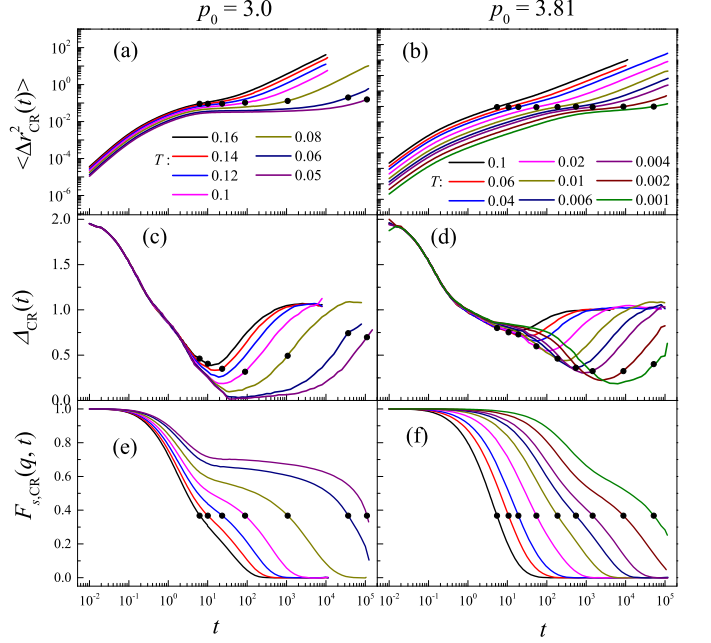 p₀ = 3.0 p₀ = 3.81
<Δr²_CR(t)>
10² 10⁰ 10⁻² 10⁻⁴ 10⁻⁶
(a) (b)
T:
0.16 0.08
0.14 0.06
0.12 0.05
0.1
T:
0.1 0.02 0.004
0.06 0.01 0.002
0.04 0.006 0.001
Δ_CR(t)
2.0 1.5 1.0 0.5 0.0
(c) (d)
F_s,CR(q, t)
1.0 0.8 0.6 0.4 0.2 0.0
(e) (f)
10⁻² 10⁻¹ 10⁰ 10¹ 10² 10³ 10⁴ 10⁵ 10⁻² 10⁻¹ 10⁰ 10¹ 10² 10³ 10⁴ 10⁵
t t